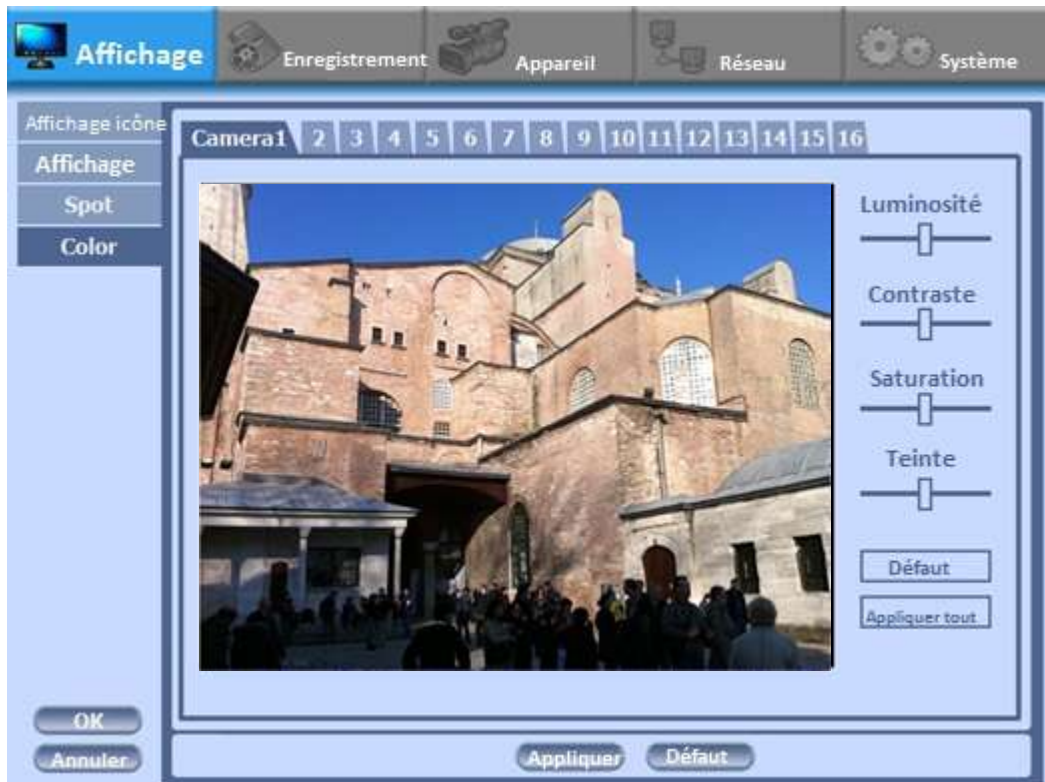 Affichage
Enregistrement
Appareil
Réseau
Système
Affichage icône
Affichage
Spot
Color
Camera1 2 3 4 5 6 7 8 9 10 11 12 13 14 15 16
Luminosité
Contraste
Saturation
Teinte
Défaut
Appliquer tout
OK
Annuler
Appliquer
Défaut